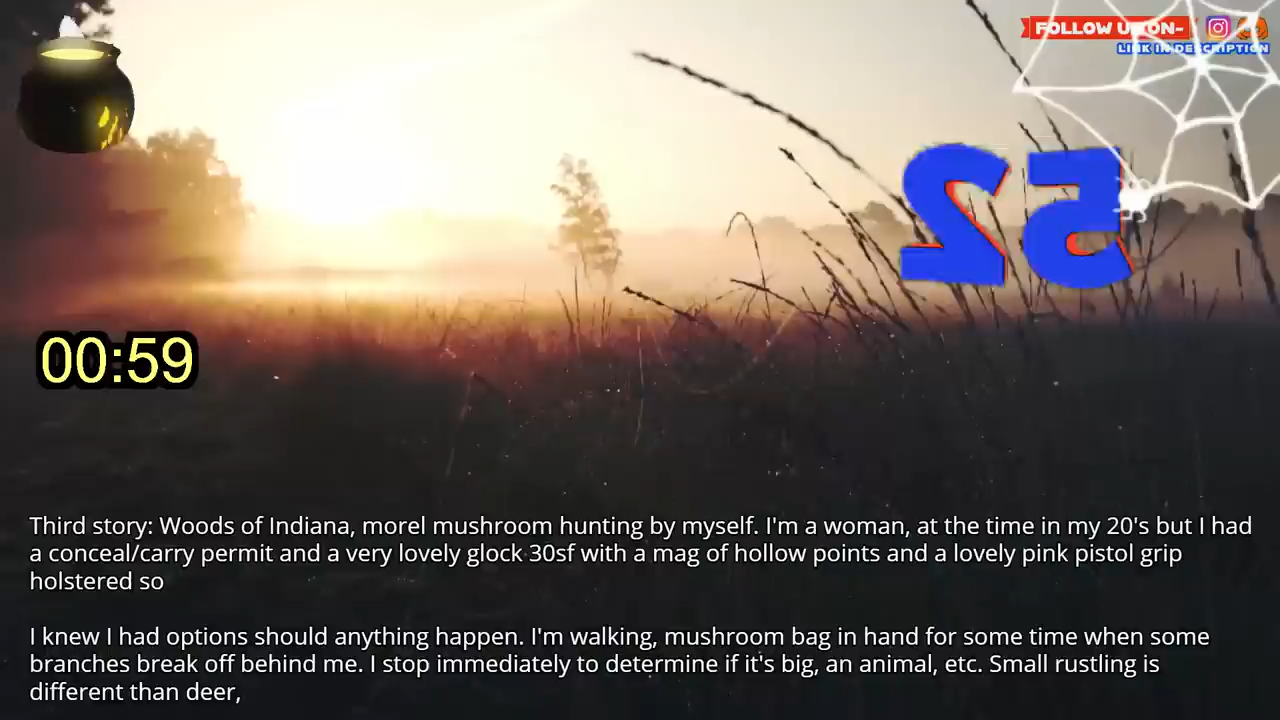 FOLLOW US ON-
LINK IN DESCRIPTION
52
00:59
Third story: Woods of Indiana, morel mushroom hunting by myself. I'm a woman, at the time in my 20's but I had
a conceal/carry permit and a very lovely glock 30sf with a mag of hollow points and a lovely pink pistol grip
holstered so
I knew I had options should anything happen. I'm walking, mushroom bag in hand for some time when some
branches break off behind me. I stop immediately to determine if it's big, an animal, etc. Small rustling is
different than deer,